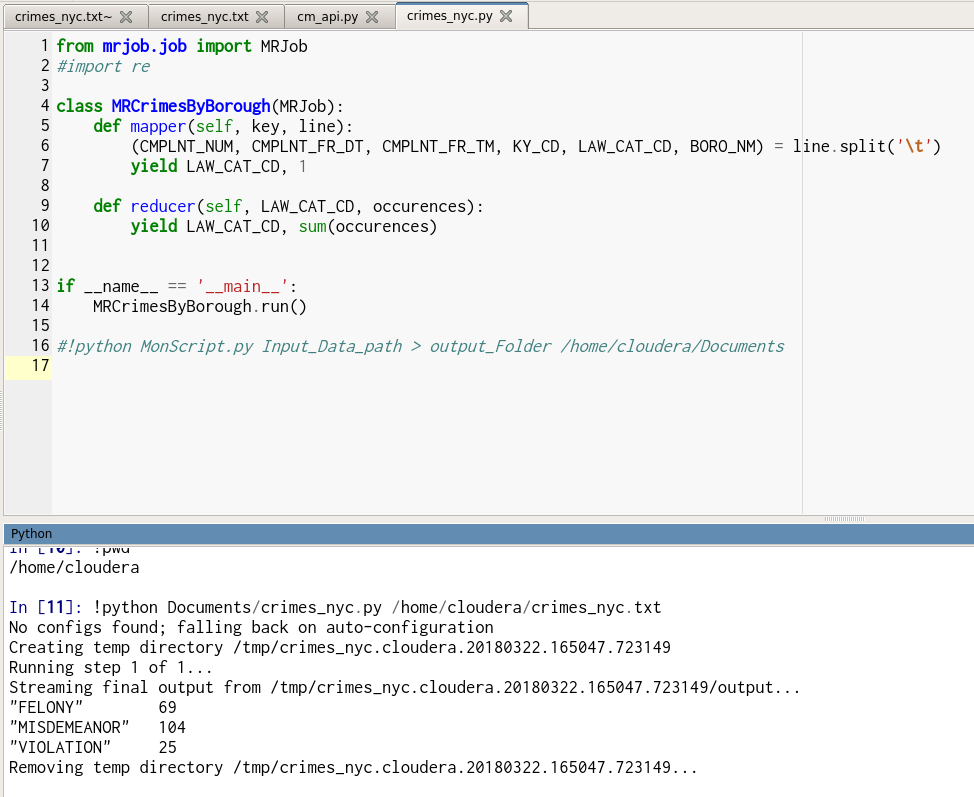 crimes_nyc.txt~ crimes_nyc.txt cm_api.py crimes_nyc.py
1 from mrjob.job import MRJob
2 #import re
3
4 class MRCrimesByBorough(MRJob):
5     def mapper(self, key, line):
6         (CMPLNT_NUM, CMPLNT_FR_DT, CMPLNT_FR_TM, KY_CD, LAW_CAT_CD, BORO_NM) = line.split('\t')
7         yield LAW_CAT_CD, 1
8
9     def reducer(self, LAW_CAT_CD, occurences):
10         yield LAW_CAT_CD, sum(occurences)
11
12
13 if __name__ == '__main__':
14     MRCrimesByBorough.run()
15
16 #!python MonScript.py Input_Data_path > output_Folder /home/cloudera/Documents
17
Python
In [10]: !pwd
/home/cloudera
In [11]: !python Documents/crimes_nyc.py /home/cloudera/crimes_nyc.txt
No configs found; falling back on auto-configuration
Creating temp directory /tmp/crimes_nyc.cloudera.20180322.165047.723149
Running step 1 of 1...
Streaming final output from /tmp/crimes_nyc.cloudera.20180322.165047.723149/output...
"FELONY"        69
"MISDEMEANOR"   104
"VIOLATION"     25
Removing temp directory /tmp/crimes_nyc.cloudera.20180322.165047.723149...